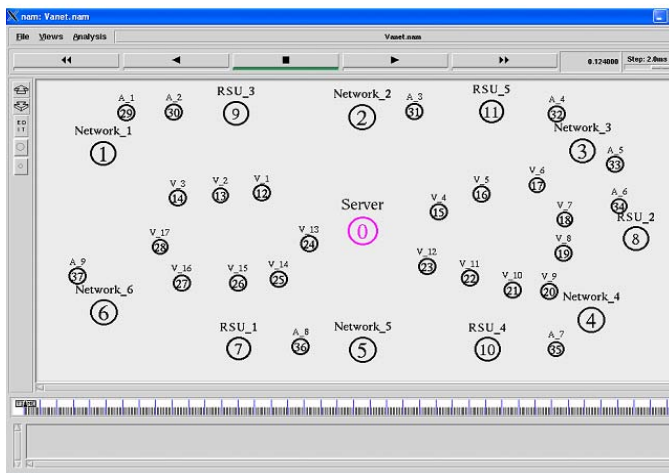 nam: Vanet.nam
File Views Analysis Vanet.nam
0.124000 Step: 2.0ms
RSU_3 Network_2 RSU_5
A_1 A_2 A_3 A_4
29 30 9 2 31 11 32
Network_1 Network_3
1 3
A_5
33
V_3 V_2 V_1 V_5 V_6
14 13 12 16 17
A_6
34
Server V_4 V_7
0 15 18
RSU_2
8
V_17 V_13 V_8
28 24 19
A_9 V_12
37 23
Network_6
6
V_16 V_15 V_14 V_11 V_10 V_9
27 26 25 22 21 20
Network_4
4
RSU_1 A_8 Network_5 RSU_4 A_7
7 36 5 10 35